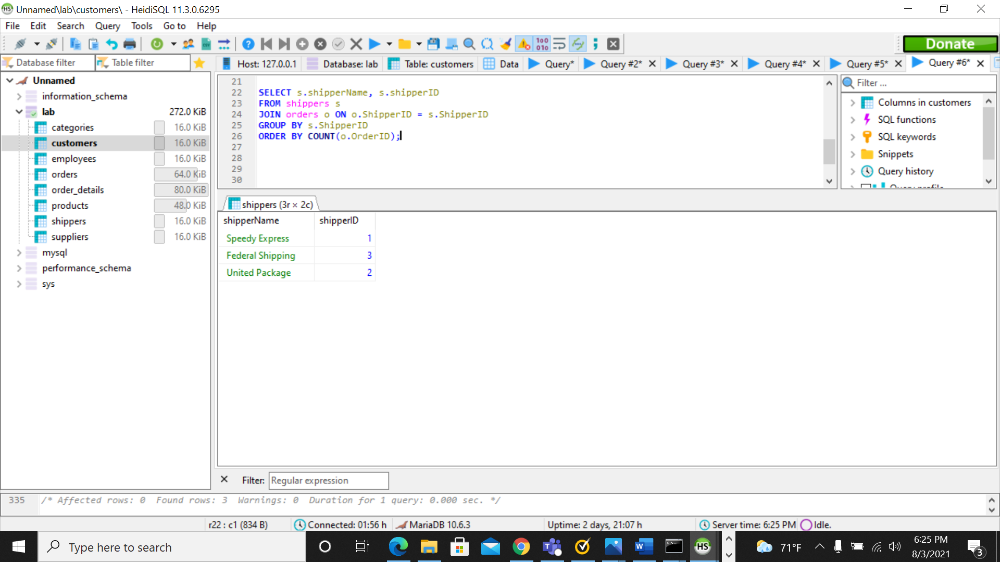 Unnamed\lab\customers\ - HeidiSQL 11.3.0.6295
File Edit Search Query Tools Go to Help
Donate
Database filter Table filter
Host: 127.0.0.1 Database: lab Table: customers Data Query* Query #2* Query #3* Query #4* Query #5* Query #6*
Unnamed
information_schema
lab 272.0 KiB
categories 16.0 KiB
customers 16.0 KiB
employees 16.0 KiB
orders 64.0 KiB
order_details 80.0 KiB
products 48.0 KiB
shippers 16.0 KiB
suppliers 16.0 KiB
mysql
performance_schema
sys
21
22 SELECT s.shipperName, s.shipperID
23 FROM shippers s
24 JOIN orders o ON o.ShipperID = s.ShipperID
25 GROUP BY s.ShipperID
26 ORDER BY COUNT(o.OrderID);
27
28
29
30
Filter ...
Columns in customers
SQL functions
SQL keywords
Snippets
Query history
shippers (3r × 2c)
shipperName shipperID
Speedy Express 1
Federal Shipping 3
United Package 2
Filter: Regular expression
335 /* Affected rows: 0 Found rows: 3 Warnings: 0 Duration for 1 query: 0.000 sec. */
r22 : c1 (834 B) Connected: 01:56 h MariaDB 10.6.3 Uptime: 2 days, 21:07 h Server time: 6:25 PM Idle.
Type here to search
71°F
6:25 PM
8/3/2021
3